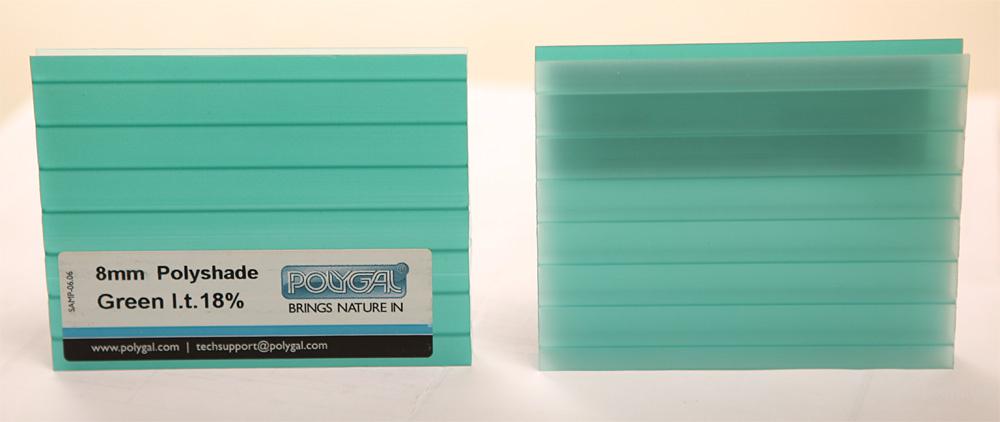 8mm Polyshade
Green l.t.18%
SAMP-06.06
POLYGAL®
BRINGS NATURE IN
www.polygal.com | techsupport@polygal.com